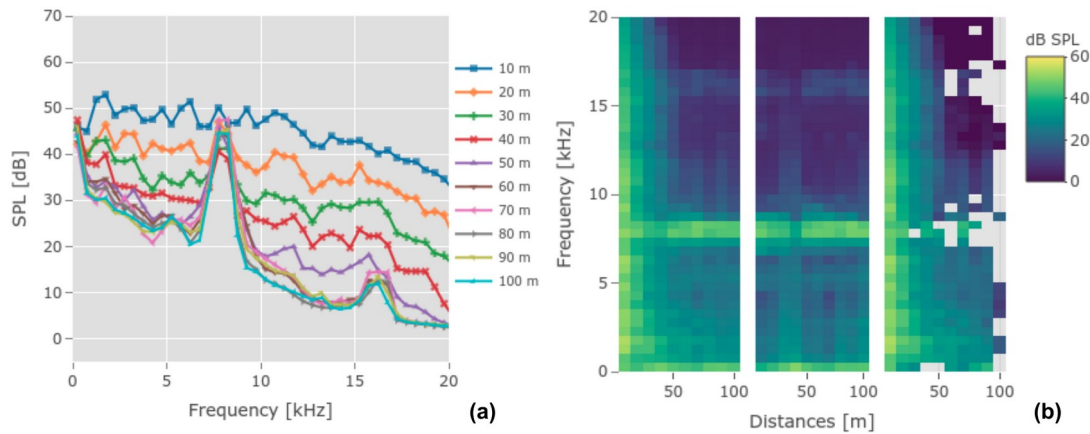 70
60
50
40
30
20
10
0
SPL [dB]
0 5 10 15 20
Frequency [kHz]
10 m
20 m
30 m
40 m
50 m
60 m
70 m
80 m
90 m
100 m
(a)
20
15
10
5
0
Frequency [kHz]
50 100 50 100 50 100
Distances [m]
dB SPL
60
40
20
0
(b)